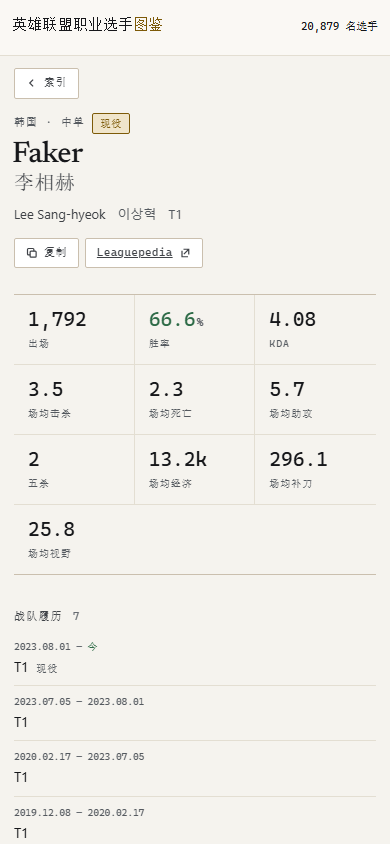 英雄联盟职业选手图鉴
20,879 名选手
索引
韩国 · 中单 现役
Faker
李相赫
Lee Sang-hyeok 이상혁 T1
复制 Leaguepedia
1,792 66.6% 4.08
出场 胜率 KDA
3.5 2.3 5.7
场均击杀 场均死亡 场均助攻
2 13.2k 296.1
五杀 场均经济 场均补刀
25.8
场均视野
战队履历 7
2023.08.01 – 今
T1 现役
2023.07.05 – 2023.08.01
T1
2020.02.17 – 2023.07.05
T1
2019.12.08 – 2020.02.17
T1